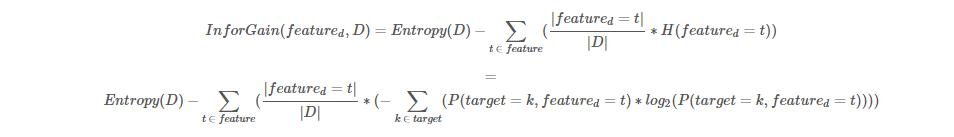 InforGain(feature_d, D) = Entropy(D) − ∑_{t ∈ feature} (|feature_d = t| / |D| ∗ H(feature_d = t))
=
Entropy(D) − ∑_{t ∈ feature} (|feature_d = t| / |D| ∗ (− ∑_{k ∈ target} (P(target = k, feature_d = t) ∗ log_2(P(target = k, feature_d = t))))